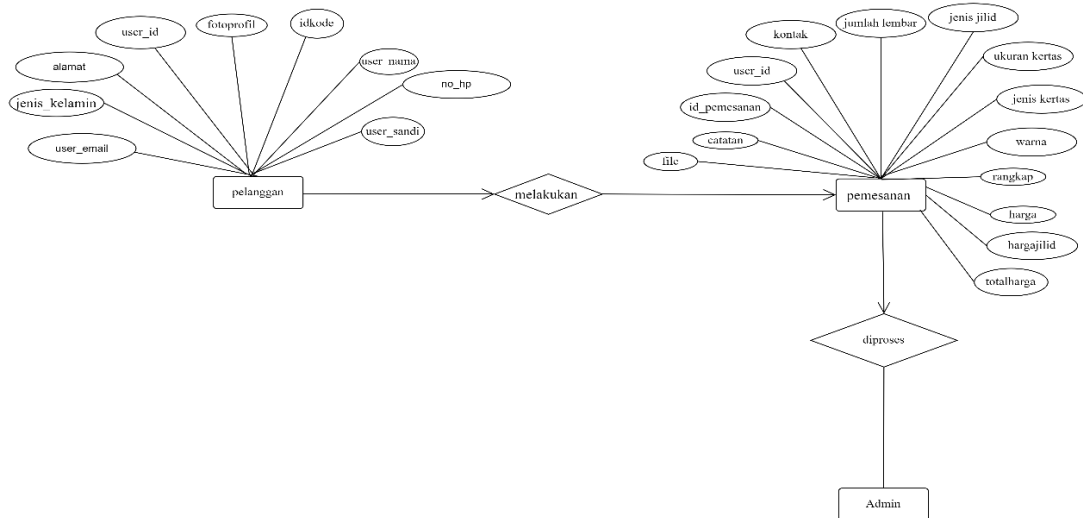 user_id
fotoprofil
idkode
alamat
user_nama
jenis_kelamin
no_hp
user_email
user_sandi
pelanggan
melakukan
kontak
jumlah lembar
jenis jilid
user_id
ukuran kertas
id_pemesanan
jenis kertas
catatan
warna
file
rangkap
pemesanan
harga
hargajilid
totalharga
diproses
Admin